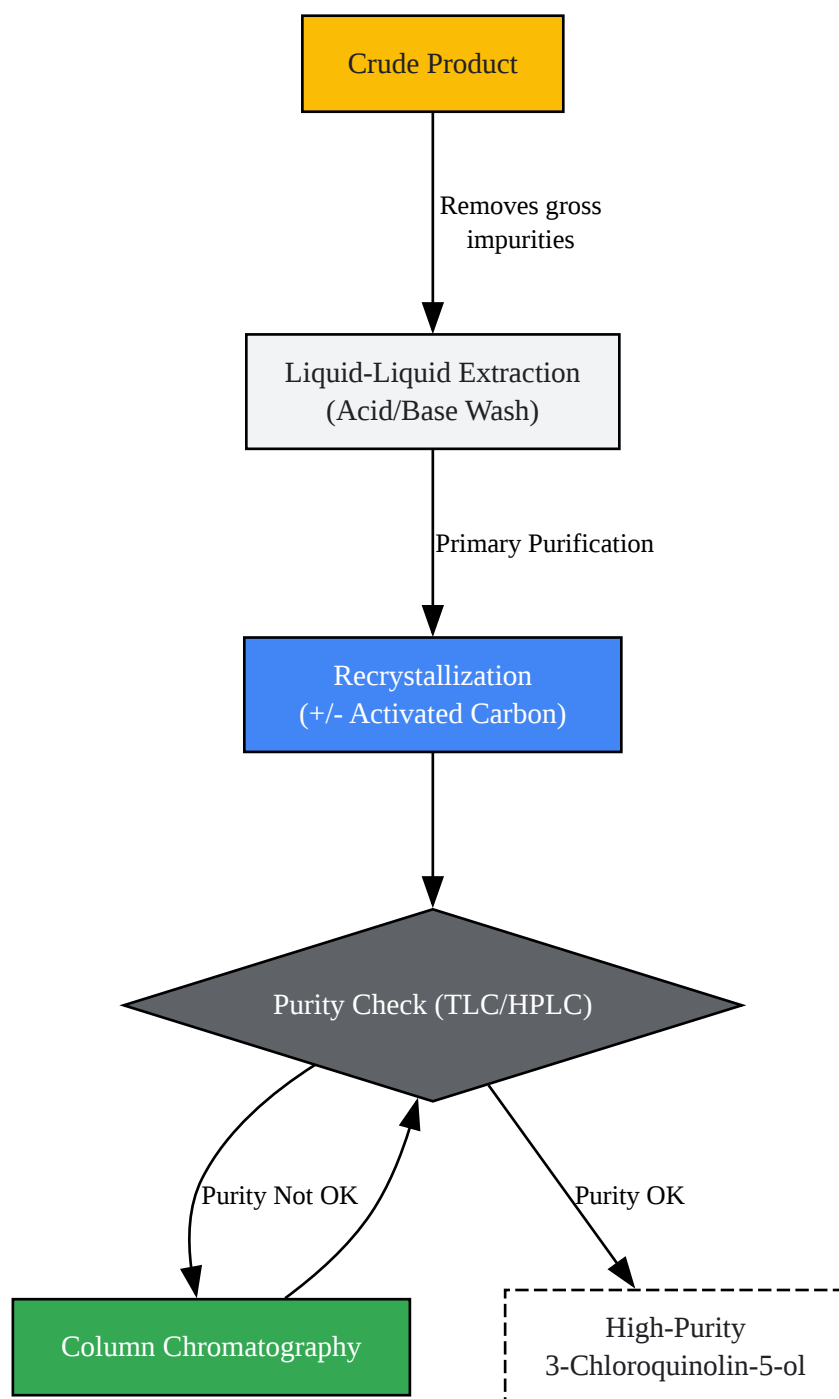 Crude Product
Removes gross
impurities
Liquid-Liquid Extraction
(Acid/Base Wash)
Primary Purification
Recrystallization
(+/- Activated Carbon)
Purity Check (TLC/HPLC)
Purity Not OK
Purity OK
Column Chromatography
High-Purity
3-Chloroquinolin-5-ol